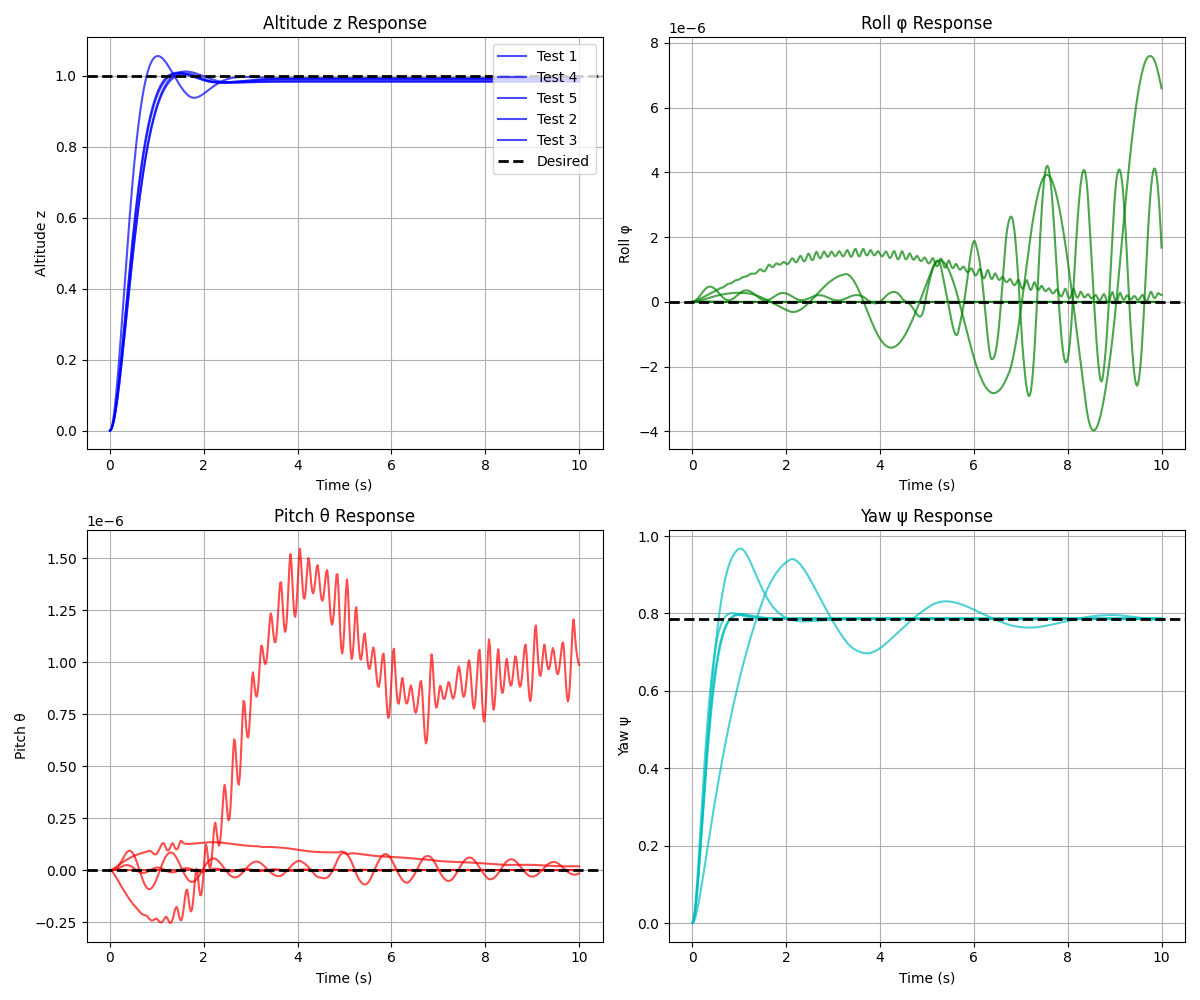 Altitude z Response
Altitude z
1.0
0.8
0.6
0.4
0.2
0.0
0 2 4 6 8 10
Time (s)
Test 1
Test 4
Test 5
Test 2
Test 3
Desired
Roll φ Response
1e−6
Roll φ
8
6
4
2
0
−2
−4
0 2 4 6 8 10
Time (s)
Pitch θ Response
1e−6
Pitch θ
1.50
1.25
1.00
0.75
0.50
0.25
0.00
−0.25
0 2 4 6 8 10
Time (s)
Yaw ψ Response
Yaw ψ
1.0
0.8
0.6
0.4
0.2
0.0
0 2 4 6 8 10
Time (s)